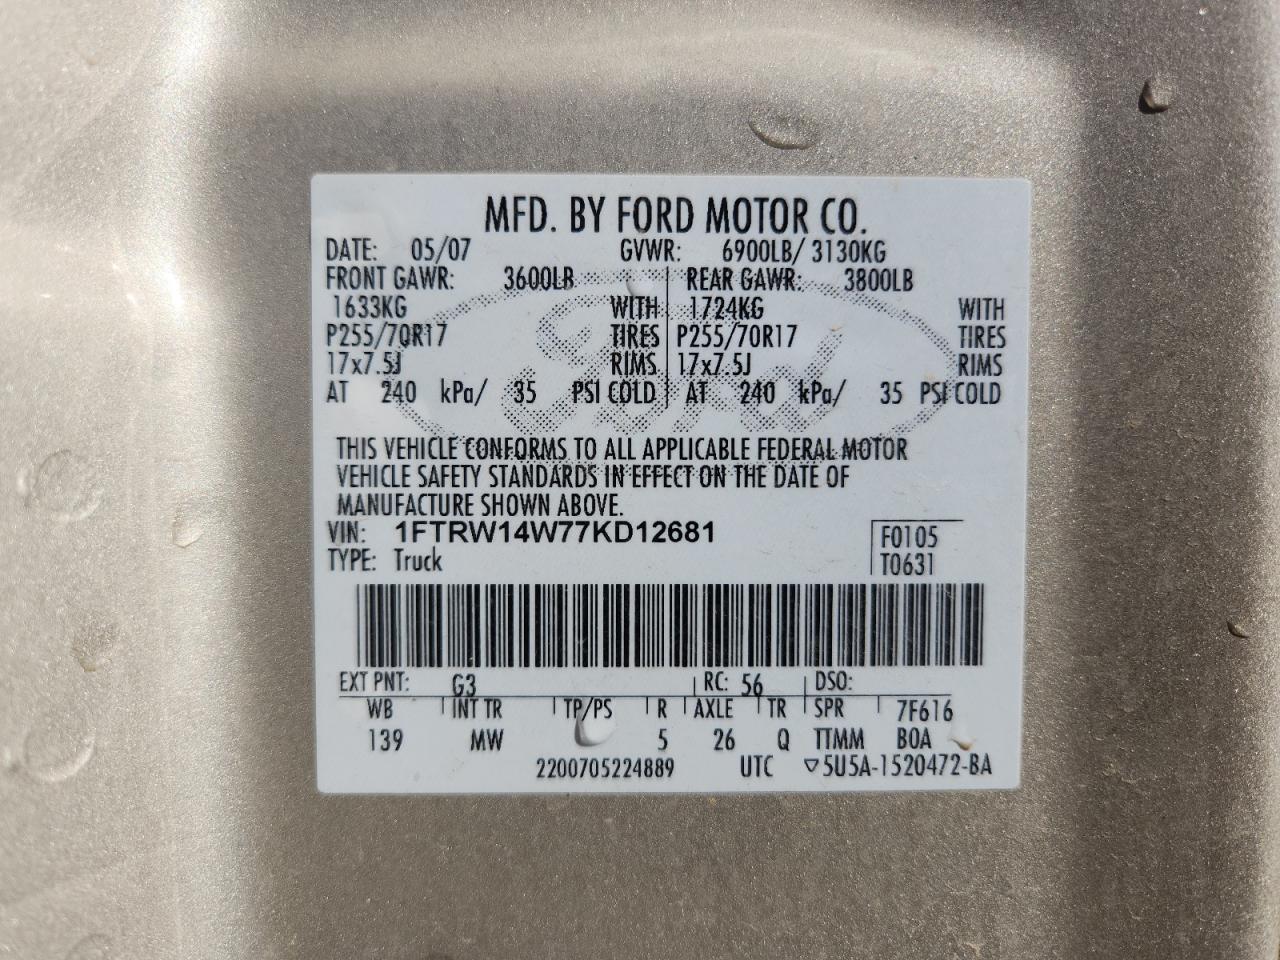 MFD. BY FORD MOTOR CO.
DATE: 05/07 GVWR: 6900LB/ 3130KG
FRONT GAWR: 3600LB REAR GAWR: 3800LB
1633KG WITH 1724KG WITH
P255/70R17 TIRES P255/70R17 TIRES
17x7.5J RIMS 17x7.5J RIMS
AT 240 kPa/ 35 PSI COLD AT 240 kPa/ 35 PSI COLD
Ford
THIS VEHICLE CONFORMS TO ALL APPLICABLE FEDERAL MOTOR
VEHICLE SAFETY STANDARDS IN EFFECT ON THE DATE OF
MANUFACTURE SHOWN ABOVE.
VIN: 1FTRW14W77KD12681 F0105
TYPE: Truck T0631
EXT PNT: G3 RC: 56 DSO:
WB INT TR TP/PS R AXLE TR SPR 7F616
139 MW 5 26 Q TTMM BOA
2200705224889 UTC ▽5U5A-1520472-BA